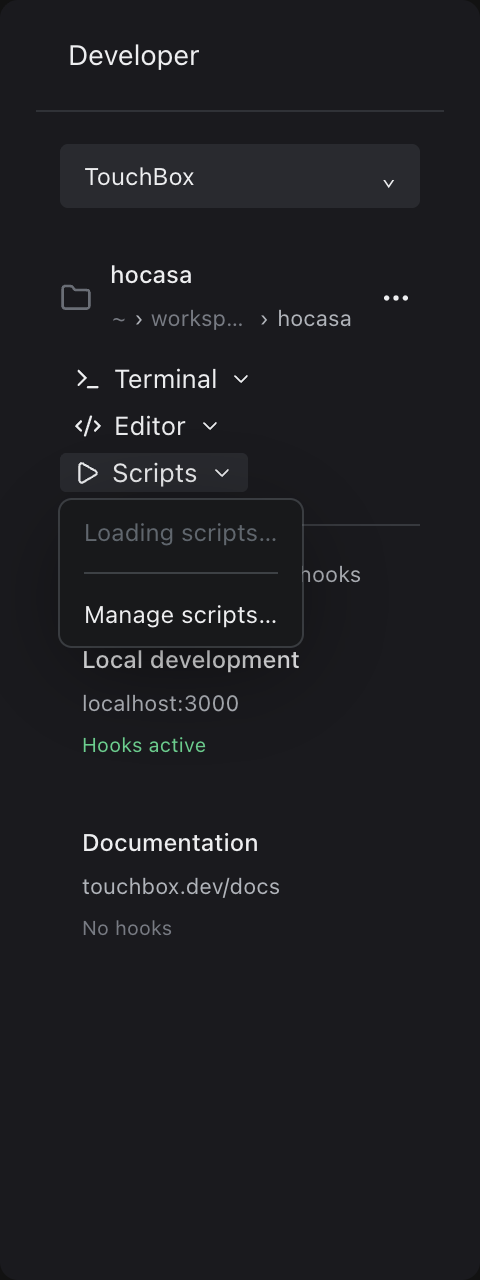 Developer
TouchBox
hocasa
~ › worksp... › hocasa
Terminal
Editor
Scripts
Loading scripts...
hooks
Manage scripts...
Local development
localhost:3000
Hooks active
Documentation
touchbox.dev/docs
No hooks